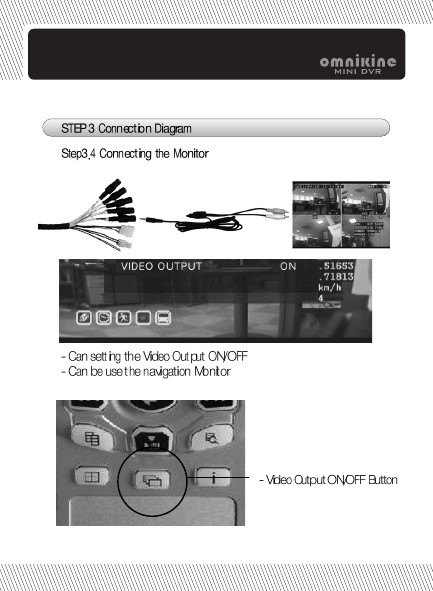 omnikine
MINI DVR
STEP 3 Connection Diagram
Step3.4 Connecting the Monitor
VIDEO OUTPUT ON
.51653
.71813
km/h
4
- Can setting the Video Output ON/OFF
- Can be use the navigation Monitor
- Video Output ON/OFF Button